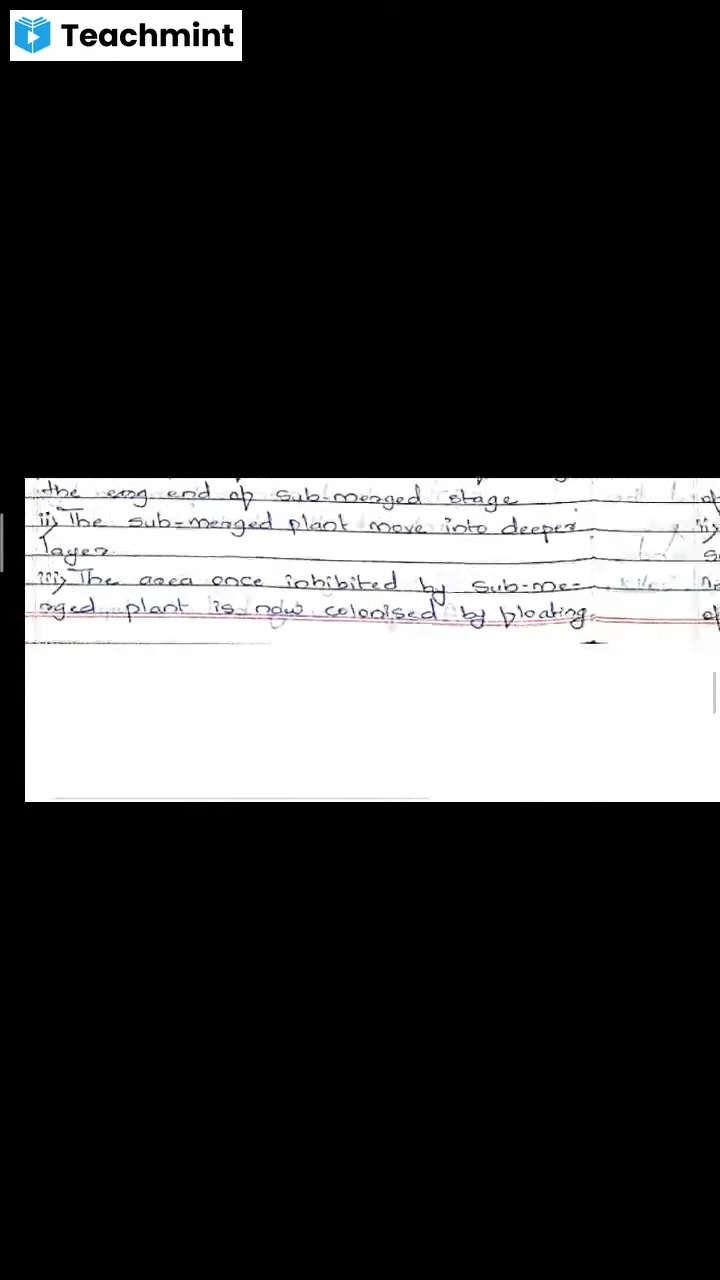 Teachmint
the eng end of sub-merged stage
ii) The sub-merged plant move into deeper
layer
iii) The area once inhibited by sub-me-
rged plant is now colonised by floating